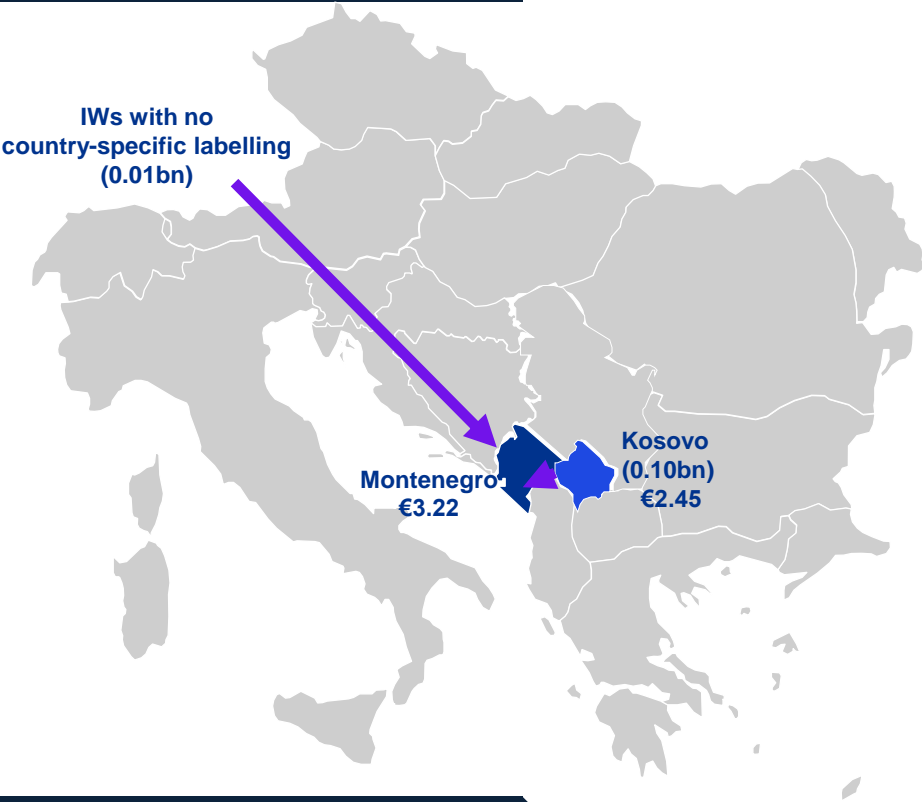 IWs with no
country-specific labelling
(0.01bn)
Montenegro
€3.22
Kosovo
(0.10bn)
€2.45